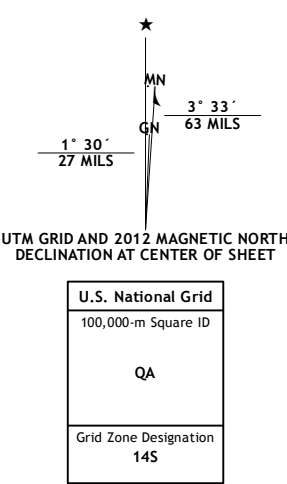 ★
MN
3° 33´
63 MILS
GN
1° 30´
27 MILS
UTM GRID AND 2012 MAGNETIC NORTH
DECLINATION AT CENTER OF SHEET
U.S. National Grid
100,000-m Square ID
QA
Grid Zone Designation
14S